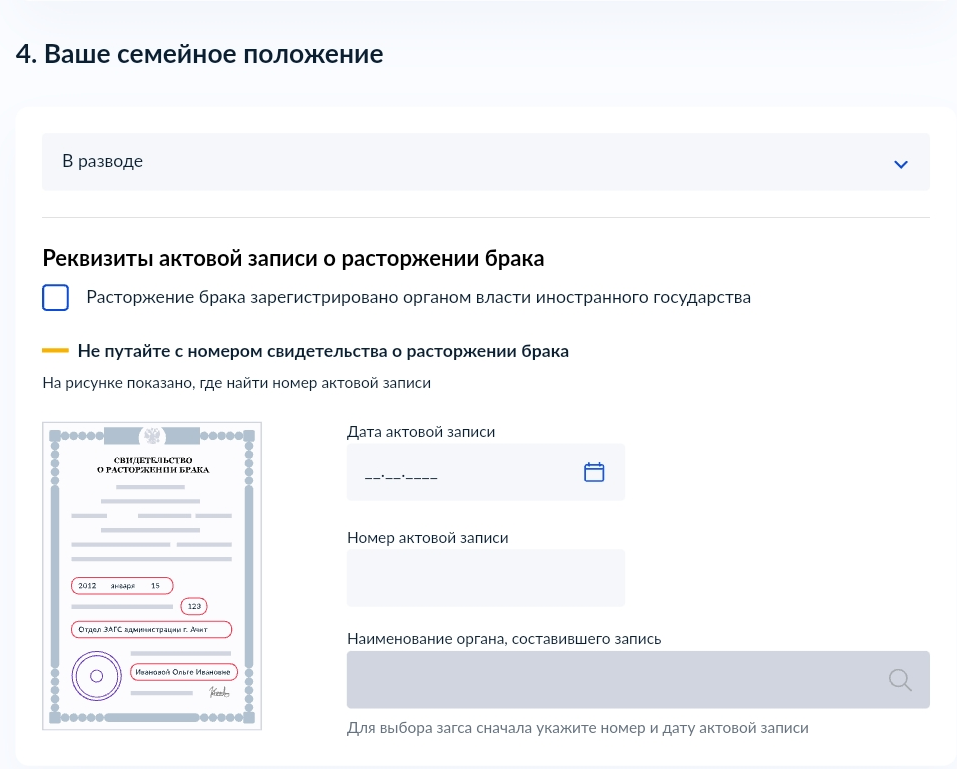 4. Ваше семейное положение
В разводе
Реквизиты актовой записи о расторжении брака
Расторжение брака зарегистрировано органом власти иностранного государства
Не путайте с номером свидетельства о расторжении брака
На рисунке показано, где найти номер актовой записи
СВИДЕТЕЛЬСТВО
О РАСТОРЖЕНИИ БРАКА
2012 января 15
123
Отдел ЗАГС администрации г. Ачит
Ивановой Ольге Ивановне
Дата актовой записи
__.__.____
Номер актовой записи
Наименование органа, составившего запись
Для выбора загса сначала укажите номер и дату актовой записи